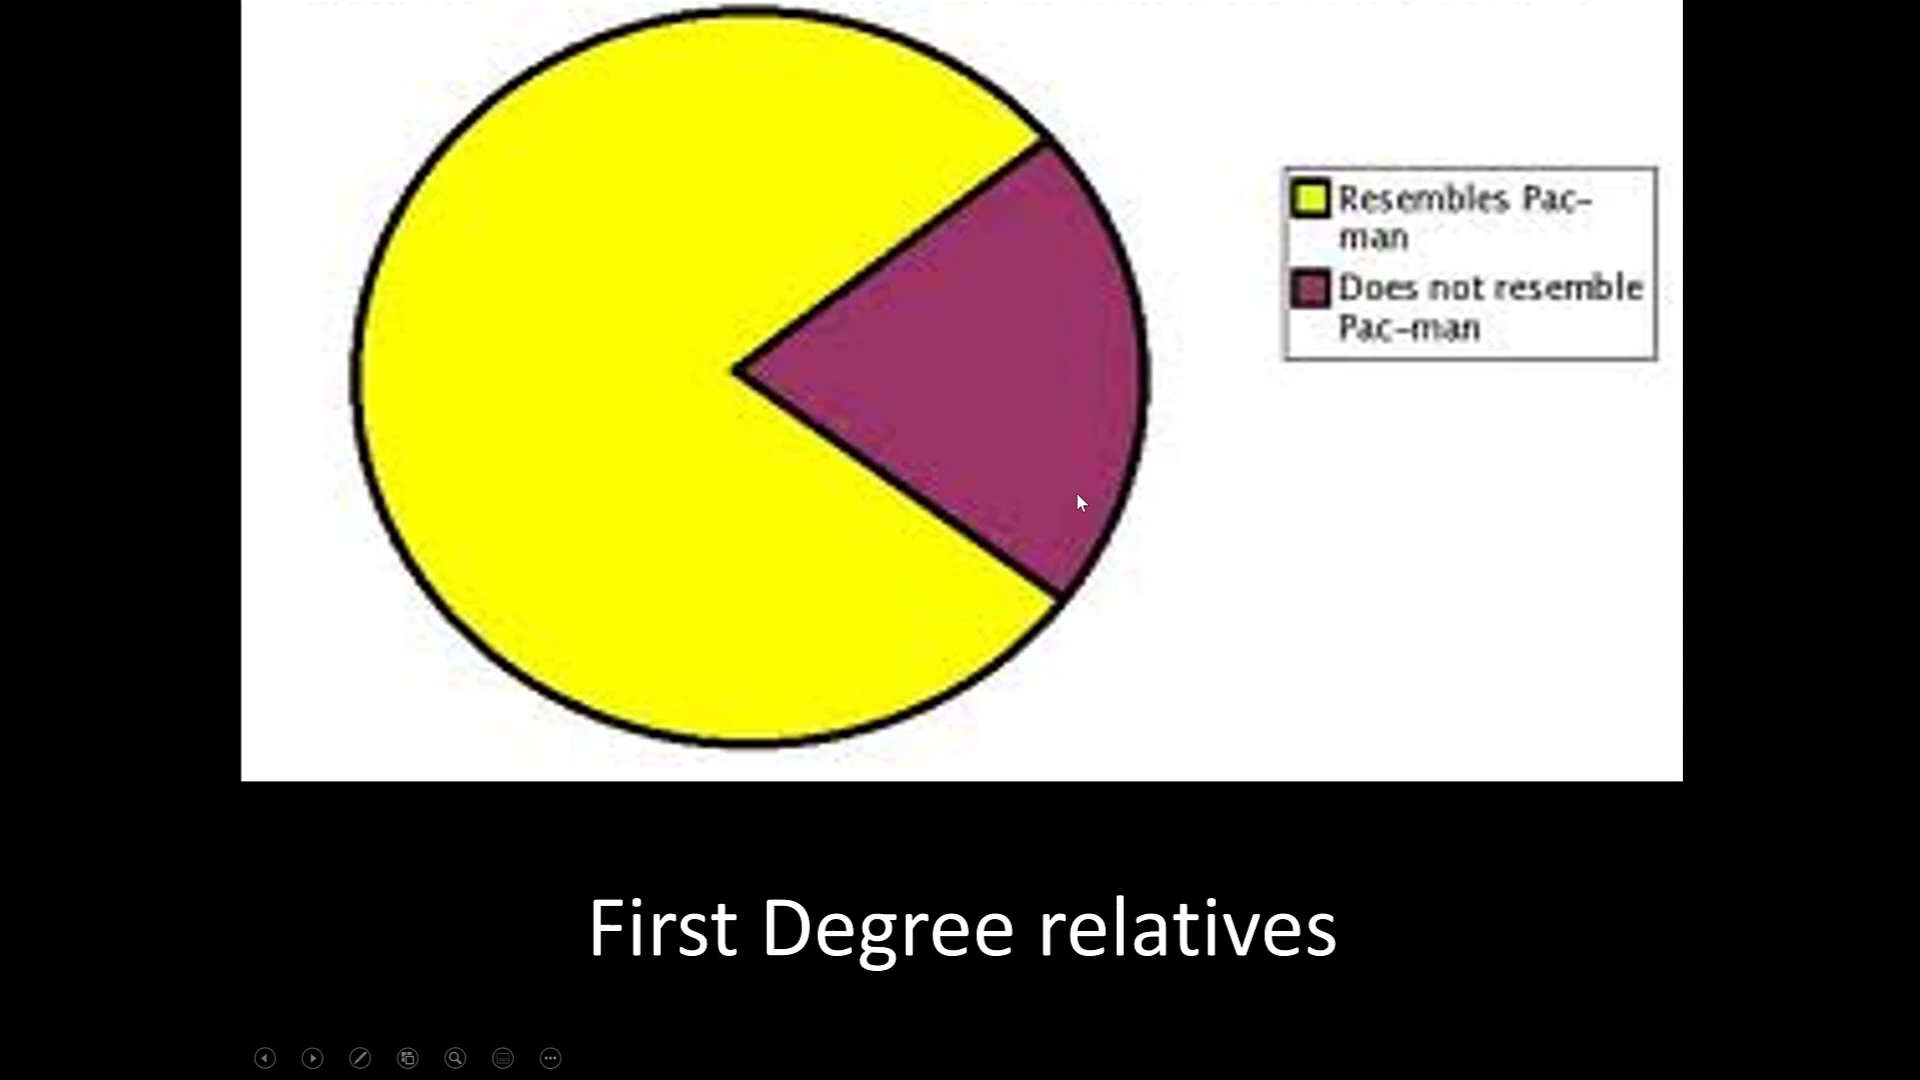 Resembles Pac-
man
Does not resemble
Pac-man
First Degree relatives